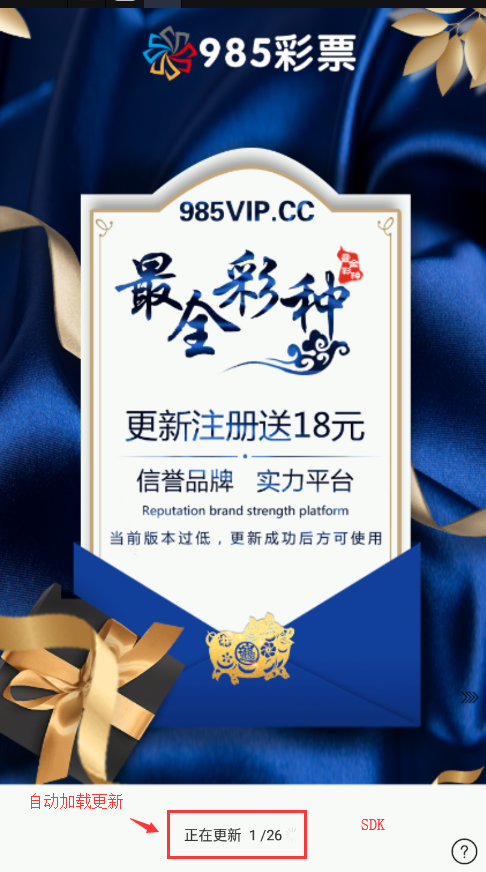 985彩票
985VIP.CC
最全彩种
最全
彩种
更新注册送18元
信誉品牌 实力平台
Reputation brand strength platform
当前版本过低，更新成功后方可使用
自动加载更新
正在更新 1 /26
SDK
?